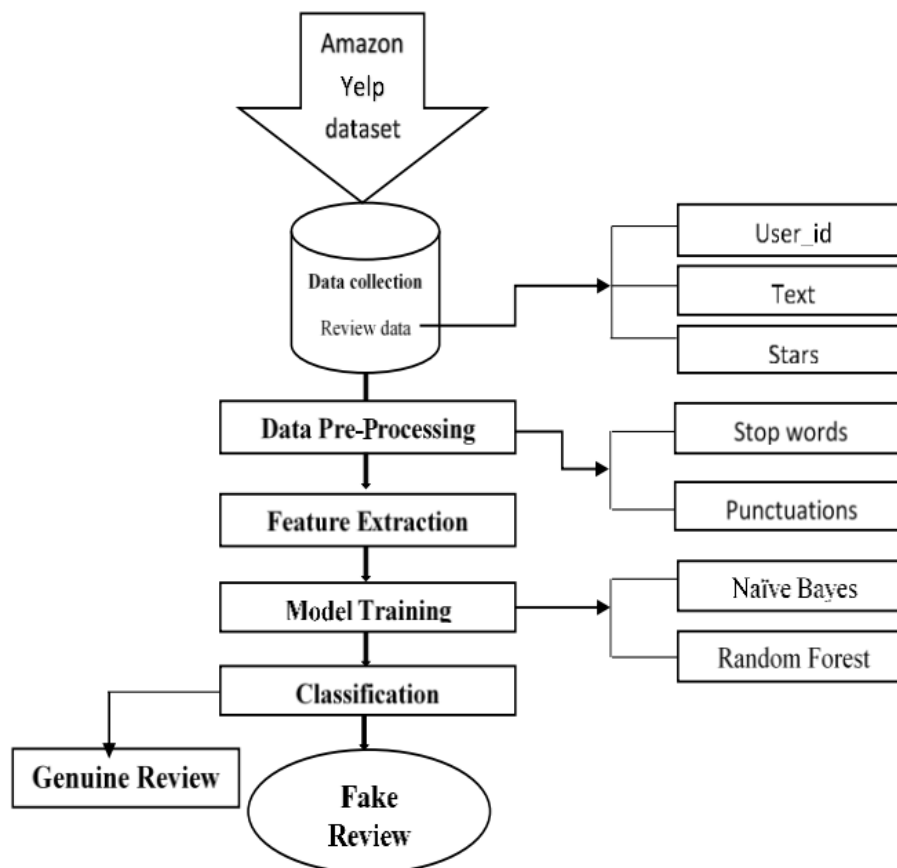 Amazon
Yelp
dataset
Data collection
Review data
User_id
Text
Stars
Data Pre-Processing
Stop words
Punctuations
Feature Extraction
Model Training
Naïve Bayes
Random Forest
Classification
Genuine Review
Fake
Review